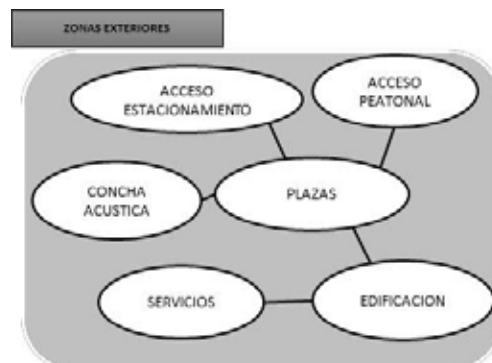 ZONAS EXTERIORES
ACCESO
ESTACIONAMIENTO
ACCESO
PEATONAL
CONCHA
ACUSTICA
PLAZAS
SERVICIOS
EDIFICACION